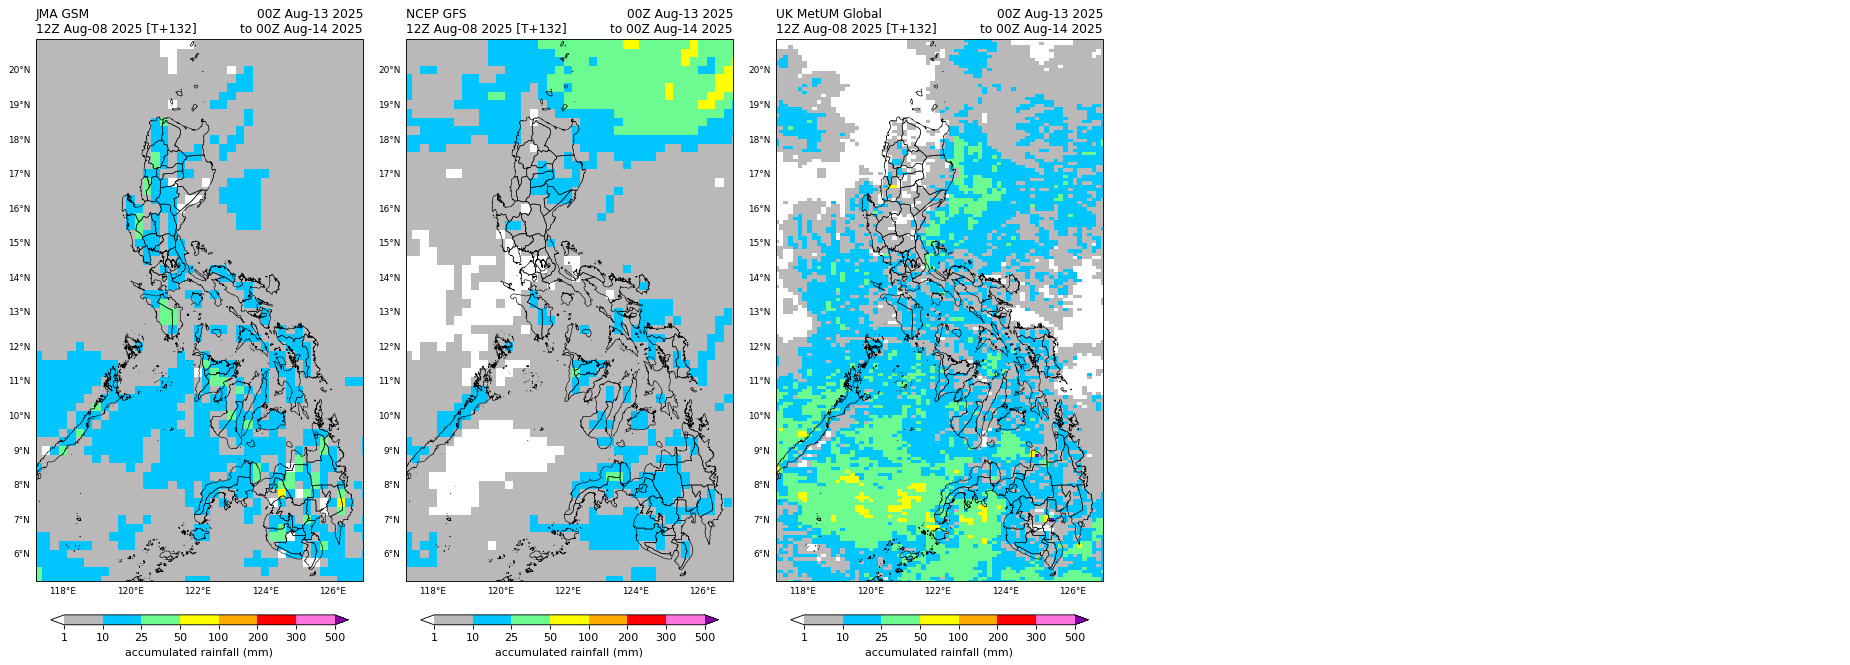 JMA GSM 00Z Aug-13 2025
12Z Aug-08 2025 [T+132] to 00Z Aug-14 2025
20°N
19°N
18°N
17°N
16°N
15°N
14°N
13°N
12°N
11°N
10°N
9°N
8°N
7°N
6°N
118°E 120°E 122°E 124°E 126°E
1 10 25 50 100 200 300 500
accumulated rainfall (mm)
NCEP GFS 00Z Aug-13 2025
12Z Aug-08 2025 [T+132] to 00Z Aug-14 2025
20°N
19°N
18°N
17°N
16°N
15°N
14°N
13°N
12°N
11°N
10°N
9°N
8°N
7°N
6°N
118°E 120°E 122°E 124°E 126°E
1 10 25 50 100 200 300 500
accumulated rainfall (mm)
UK MetUM Global 00Z Aug-13 2025
12Z Aug-08 2025 [T+132] to 00Z Aug-14 2025
20°N
19°N
18°N
17°N
16°N
15°N
14°N
13°N
12°N
11°N
10°N
9°N
8°N
7°N
6°N
118°E 120°E 122°E 124°E 126°E
1 10 25 50 100 200 300 500
accumulated rainfall (mm)